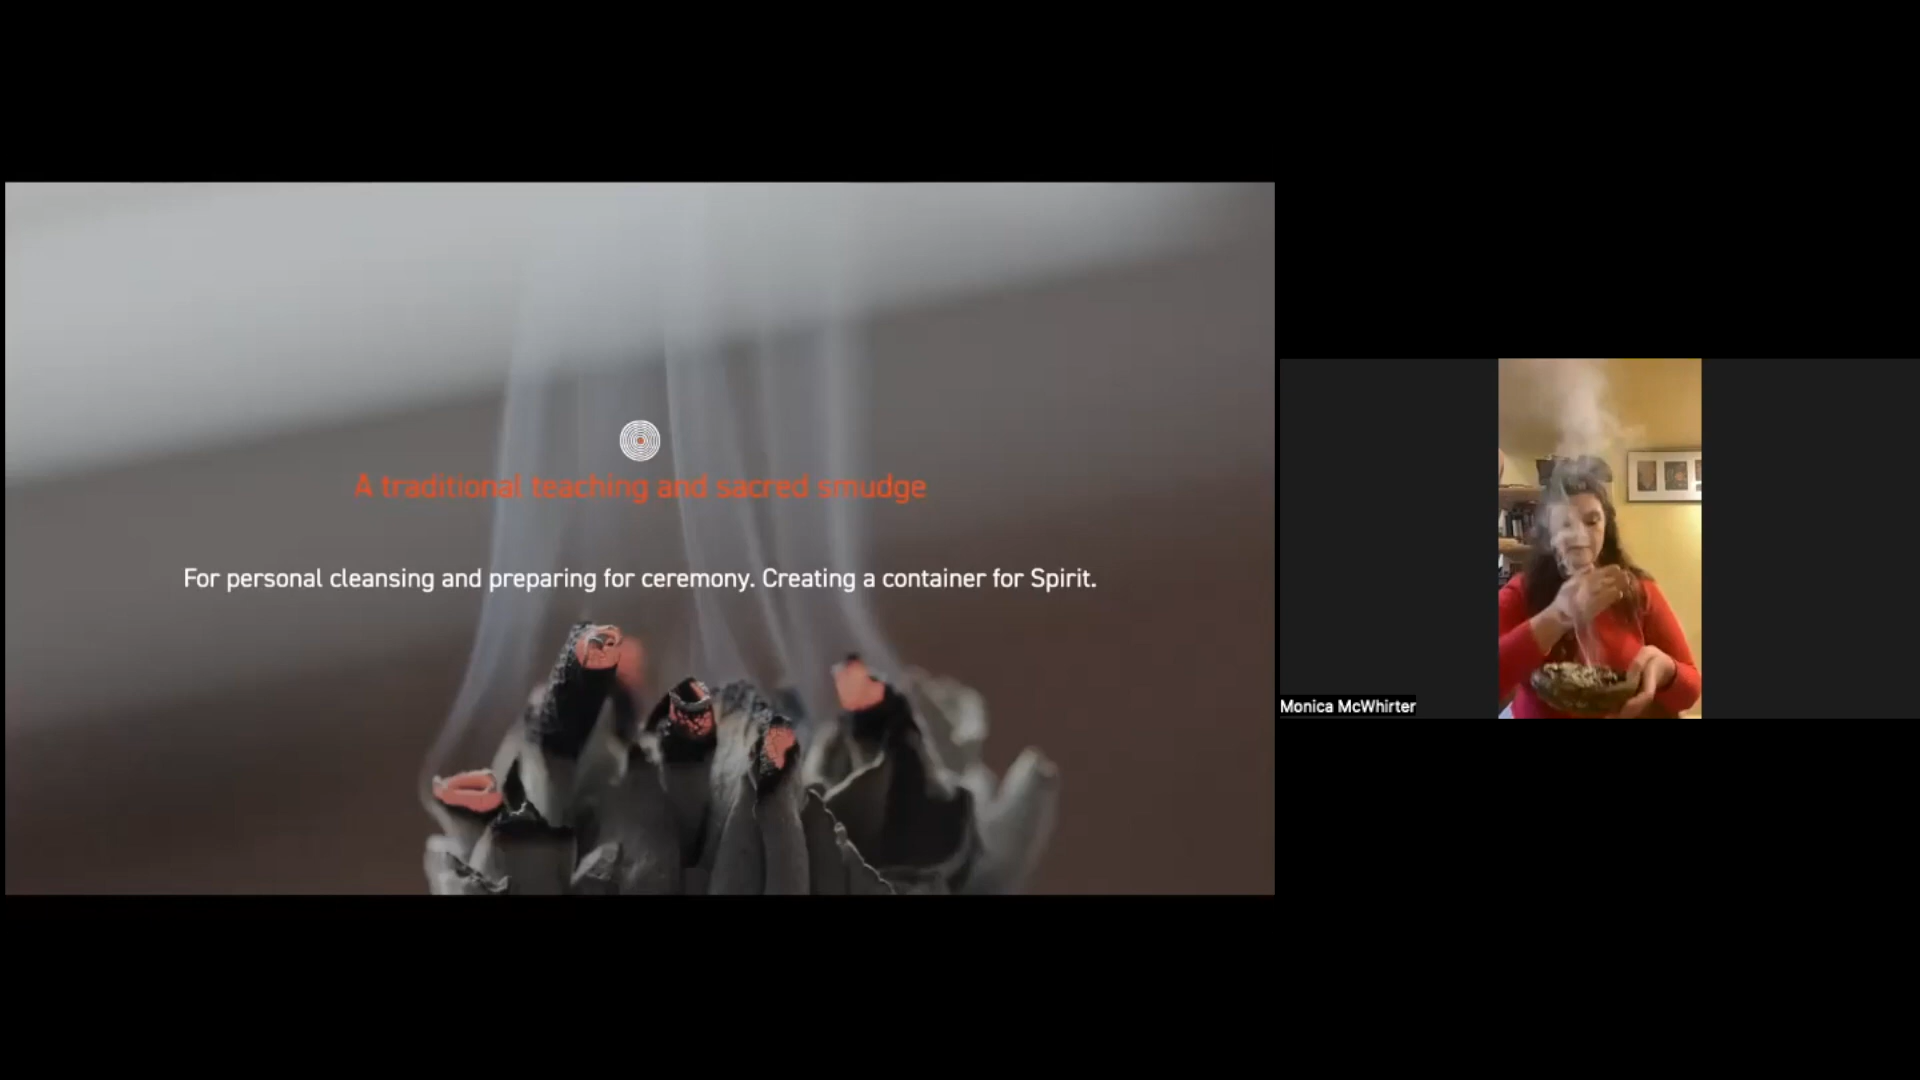 A traditional teaching and sacred smudge
For personal cleansing and preparing for ceremony. Creating a container for Spirit.
Monica McWhirter